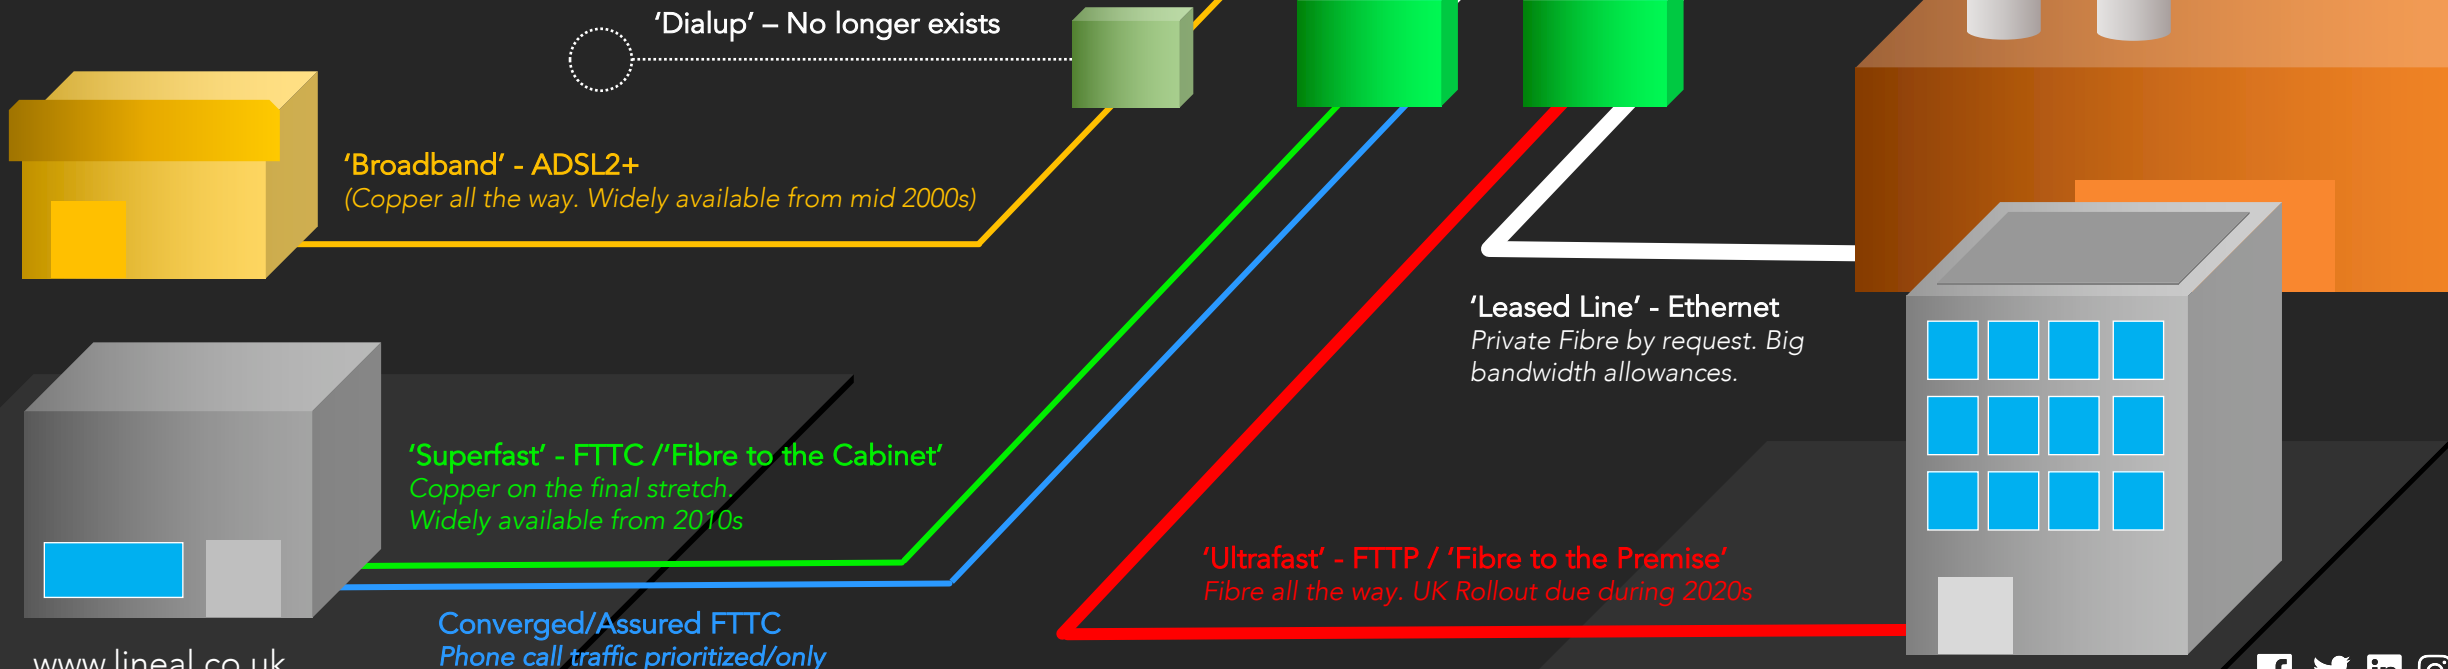 ‘Dialup’ – No longer exists
‘Broadband’ - ADSL2+
(Copper all the way. Widely available from mid 2000s)
‘Leased Line’ - Ethernet
Private Fibre by request. Big
bandwidth allowances.
‘Superfast’ - FTTC /‘Fibre to the Cabinet’
Copper on the final stretch.
Widely available from 2010s
‘Ultrafast’ - FTTP / ‘Fibre to the Premise’
Fibre all the way. UK Rollout due during 2020s
Converged/Assured FTTC
Phone call traffic prioritized/only
www.lineal.co.uk